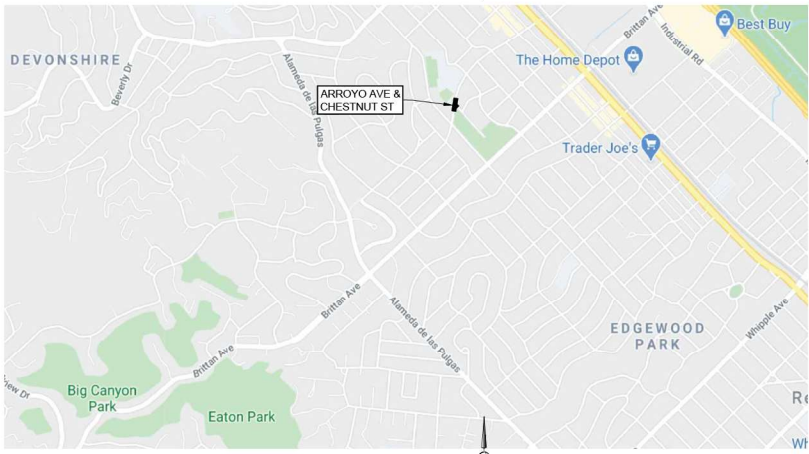 Best Buy
Brittan Ave
Industrial Rd
DEVONSHIRE
The Home Depot
Beverly Dr
Alameda de las Pulgas
ARROYO AVE &
CHESTNUT ST
Trader Joe's
Brittan Ave
Alameda de las Pulgas
EDGEWOOD
PARK
Whipple Ave
Brittan Ave
Big Canyon
Park
Eaton Park